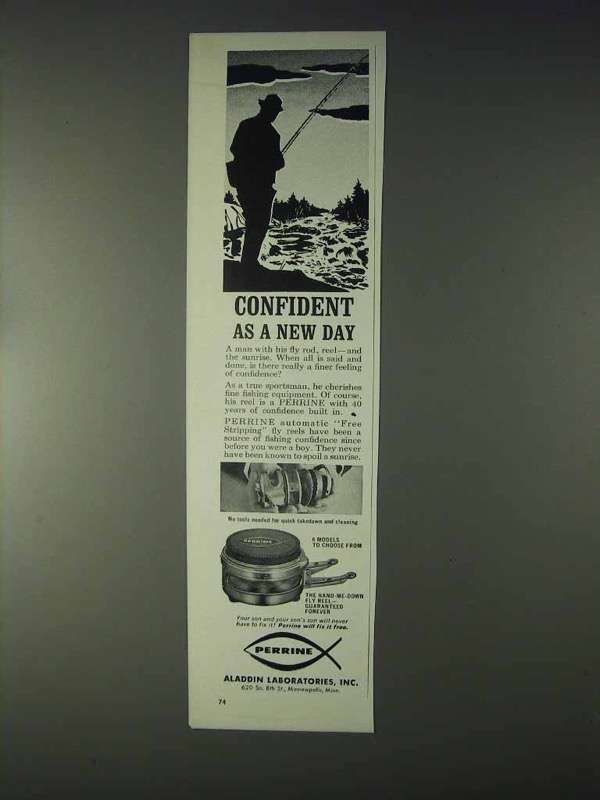 CONFIDENT
AS A NEW DAY
A man with his fly rod, reel—and
the sunrise. When all is said and
done, is there really a finer feeling
of confidence?
As a true sportsman, he cherishes
fine fishing equipment. Of course,
his reel is a PERRINE with 40
years of confidence built in.
PERRINE automatic "Free
Stripping" fly reels have been a
source of fishing confidence since
before you were a boy. They never
have been known to spoil a sunrise.
No tools needed for quick takedown and cleaning
PERRINE
6 MODELS
TO CHOOSE FROM
THE HAND-ME-DOWN
FLY REEL—
GUARANTEED
FOREVER
Your son and your son's son will never
have to fix it! Perrine will fix it free.
PERRINE
ALADDIN LABORATORIES, INC.
620 So. 8th St., Minneapolis, Minn.
74